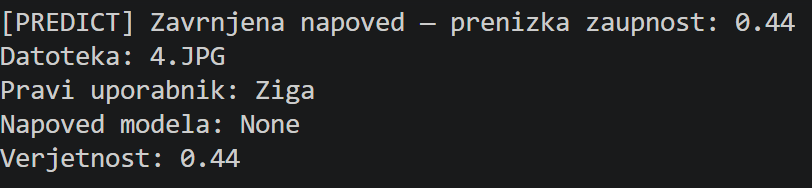 [PREDICT] Zavrnjena napoved — prenizka zaupnost: 0.44
Datoteka: 4.JPG
Pravi uporabnik: Ziga
Napoved modela: None
Verjetnost: 0.44